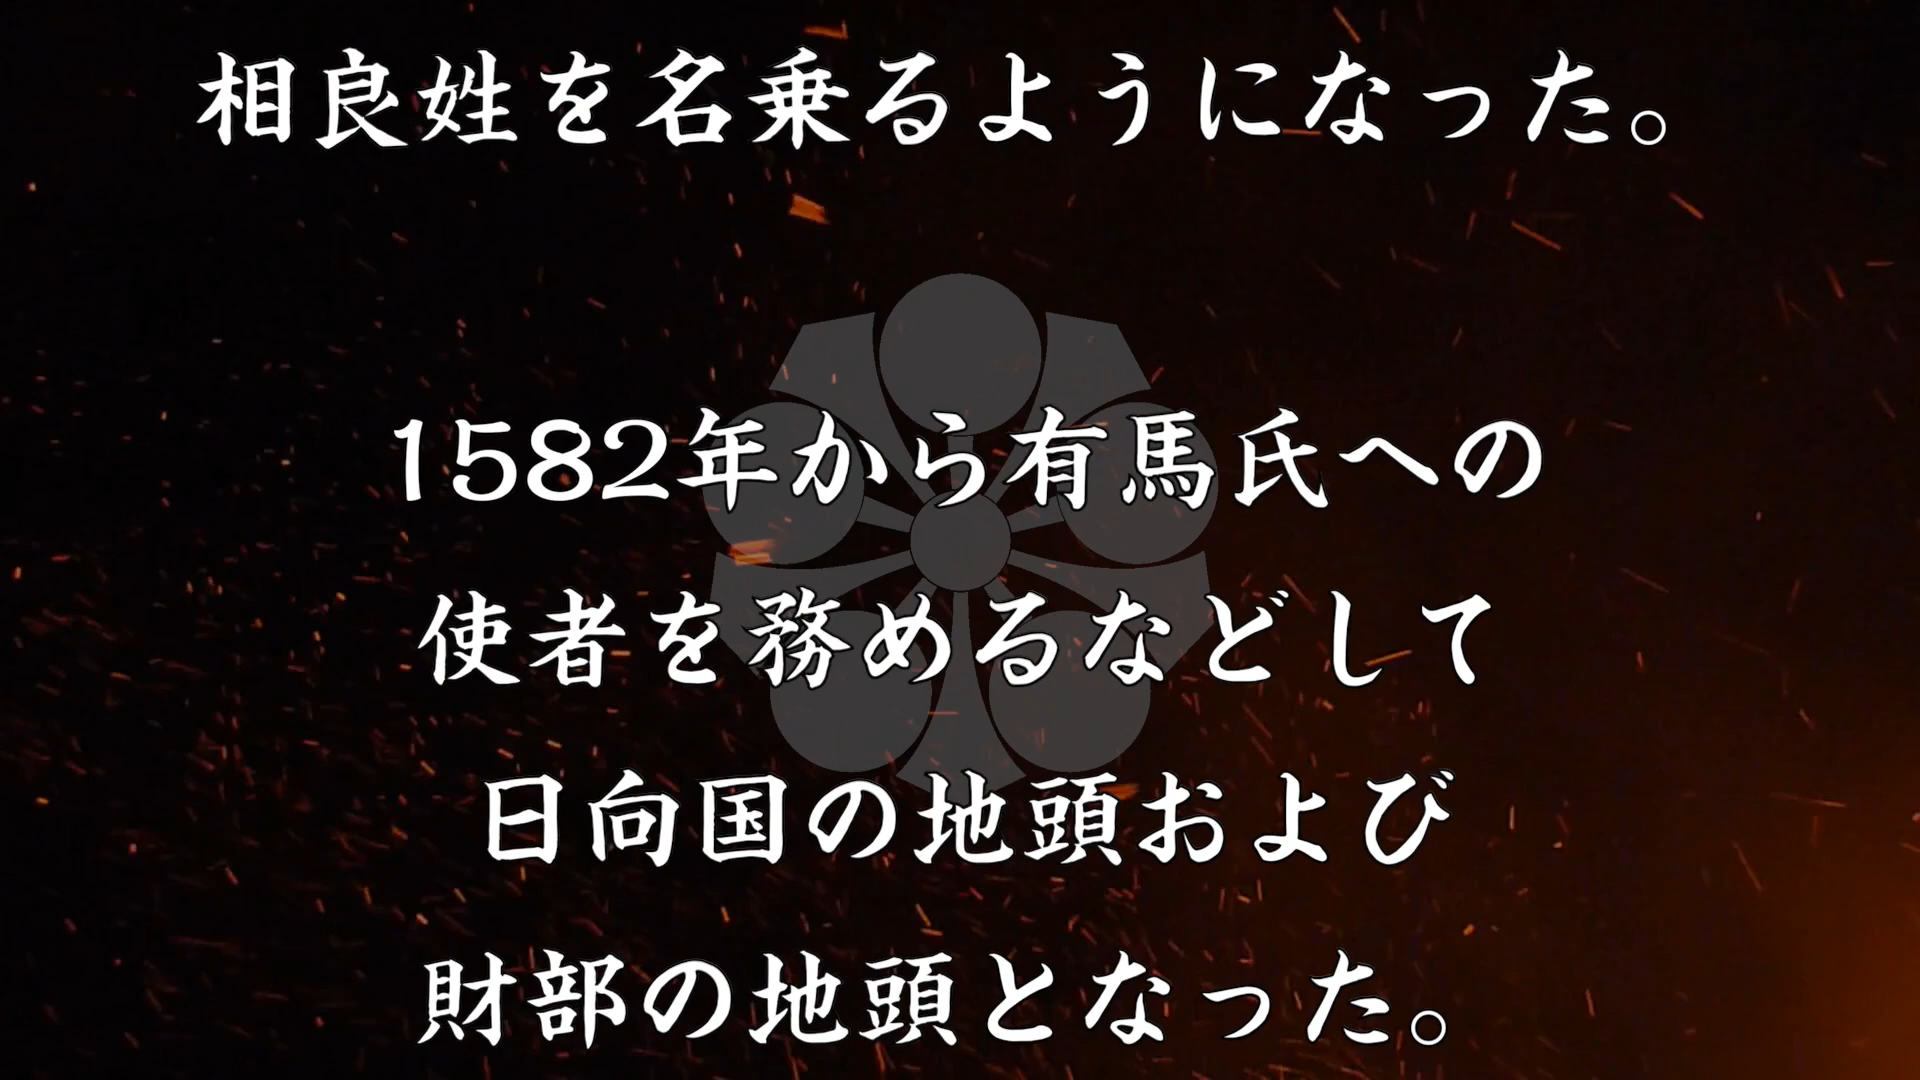 相良姓を名乗るようになった。
1582年から有馬氏への
使者を務めるなどして
日向国の地頭および
財部の地頭となった。